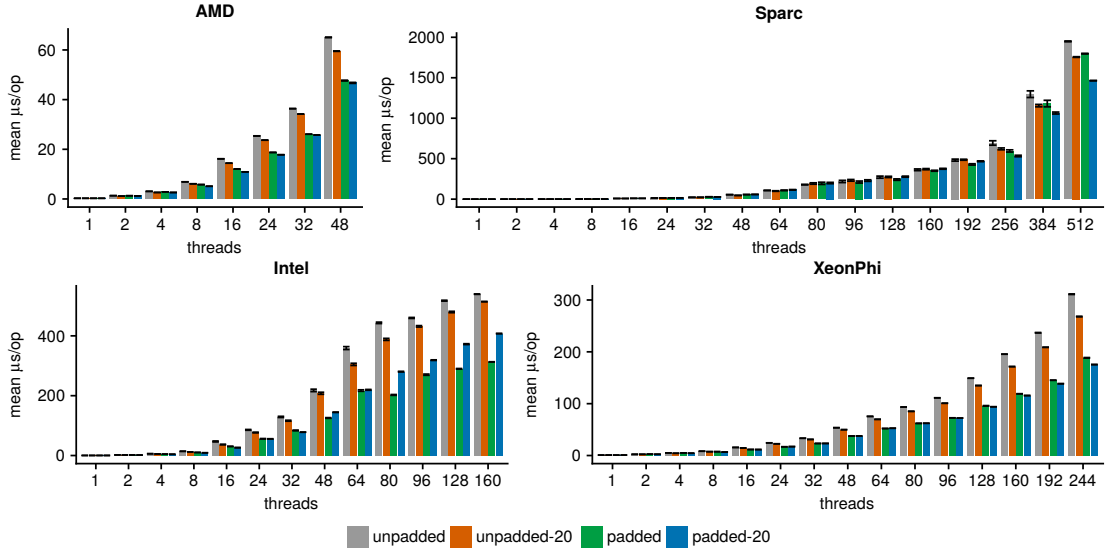 AMD
mean μs/op
60
40
20
0
1 2 4 8 16 24 32 48
threads
Sparc
mean μs/op
2000
1500
1000
500
0
1 2 4 8 16 24 32 48 64 80 96 128 160 192 256 384 512
threads
Intel
mean μs/op
400
200
0
1 2 4 8 16 24 32 48 64 80 96 128 160
threads
XeonPhi
mean μs/op
300
200
100
0
1 2 4 8 16 24 32 48 64 80 96 128 160 192 244
threads
unpadded unpadded-20 padded padded-20